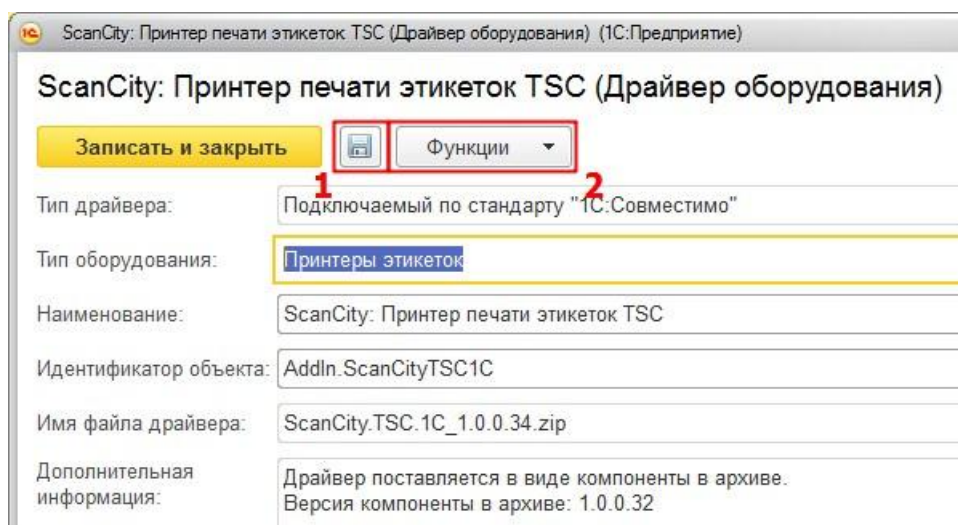 1С ScanCity: Принтер печати этикеток TSC (Драйвер оборудования) (1С:Предприятие)
ScanCity: Принтер печати этикеток TSC (Драйвер оборудования)
Записать и закрыть Функции
1 2
Тип драйвера: Подключаемый по стандарту "1С:Совместимо"
Тип оборудования: Принтеры этикеток
Наименование: ScanCity: Принтер печати этикеток TSC
Идентификатор объекта: AddIn.ScanCityTSC1C
Имя файла драйвера: ScanCity.TSC.1C_1.0.0.34.zip
Дополнительная Драйвер поставляется в виде компоненты в архиве.
информация: Версия компоненты в архиве: 1.0.0.32